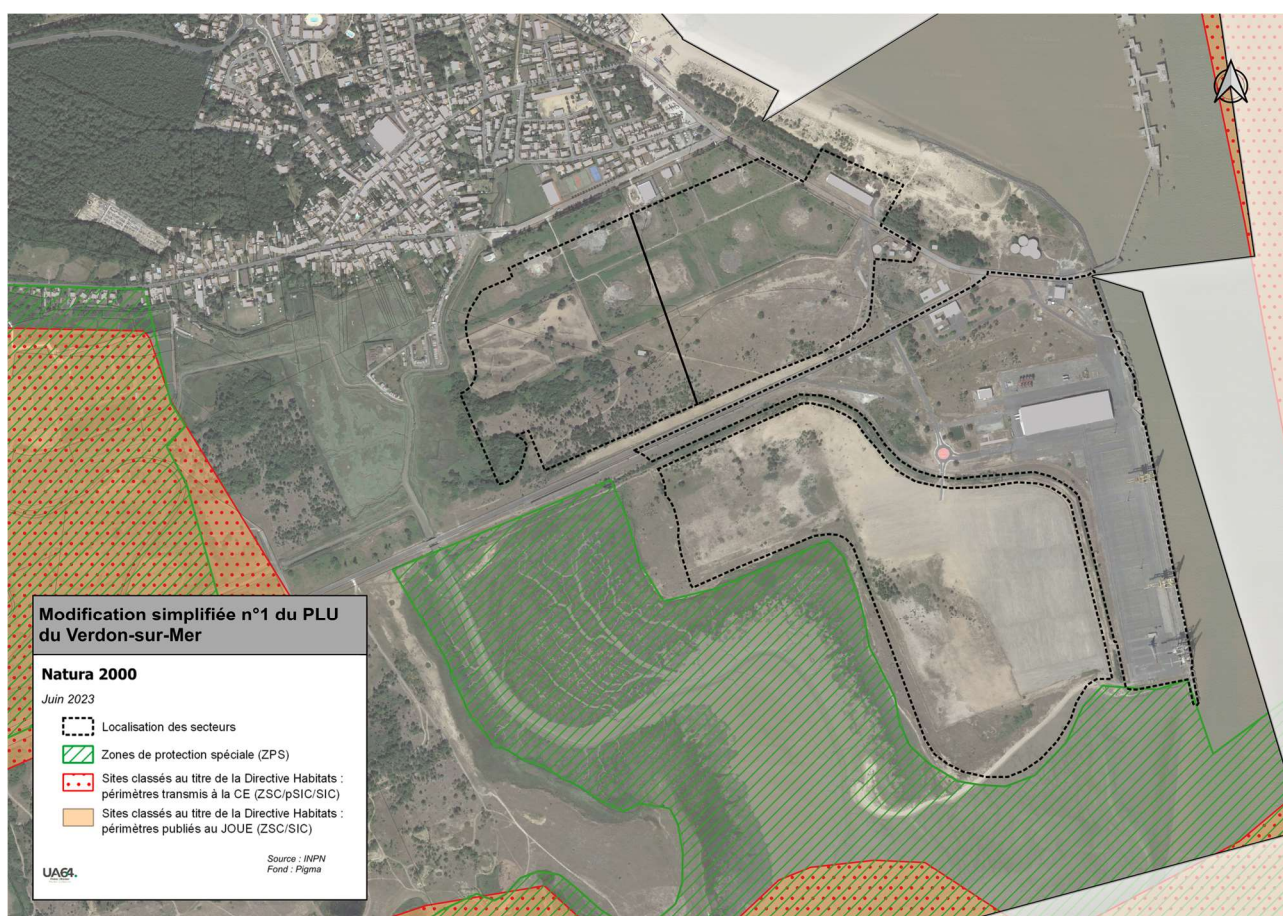 Modification simplifiée n°1 du PLU
du Verdon-sur-Mer
Natura 2000
Juin 2023
Localisation des secteurs
Zones de protection spéciale (ZPS)
Sites classés au titre de la Directive Habitats :
périmètres transmis à la CE (ZSC/pSIC/SIC)
Sites classés au titre de la Directive Habitats :
périmètres publiés au JOUE (ZSC/SIC)
Source : INPN
Fond : Pigma
UA64.